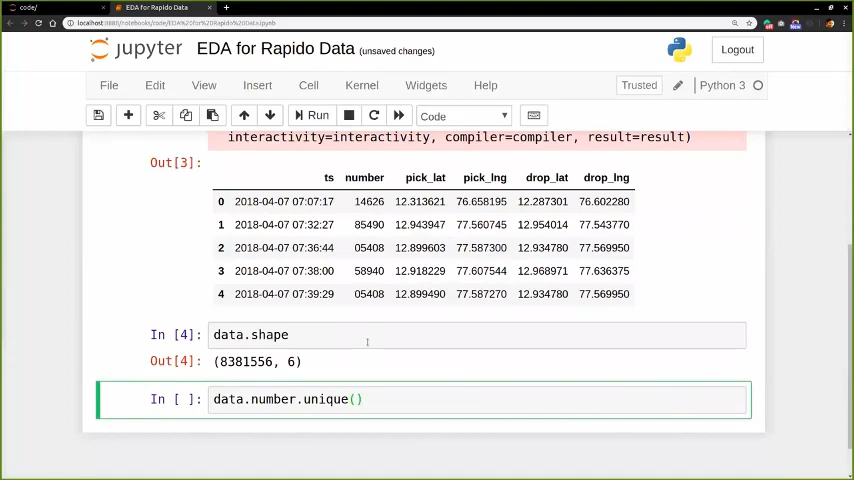 code/
EDA for Rapido Data
localhost:8888/notebooks/code/EDA%20for%20Rapido%20Data.ipynb
jupyter EDA for Rapido Data (unsaved changes)
Logout
File Edit View Insert Cell Kernel Widgets Help
Trusted
Python 3
Run
Code
interactivity=interactivity, compiler=compiler, result=result)
Out[3]:
ts number pick_lat pick_lng drop_lat drop_lng
0 2018-04-07 07:07:17 14626 12.313621 76.658195 12.287301 76.602280
1 2018-04-07 07:32:27 85490 12.943947 77.560745 12.954014 77.543770
2 2018-04-07 07:36:44 05408 12.899603 77.587300 12.934780 77.569950
3 2018-04-07 07:38:00 58940 12.918229 77.607544 12.968971 77.636375
4 2018-04-07 07:39:29 05408 12.899490 77.587270 12.934780 77.569950
In [4]: data.shape
Out[4]: (8381556, 6)
In [ ]: data.number.unique()